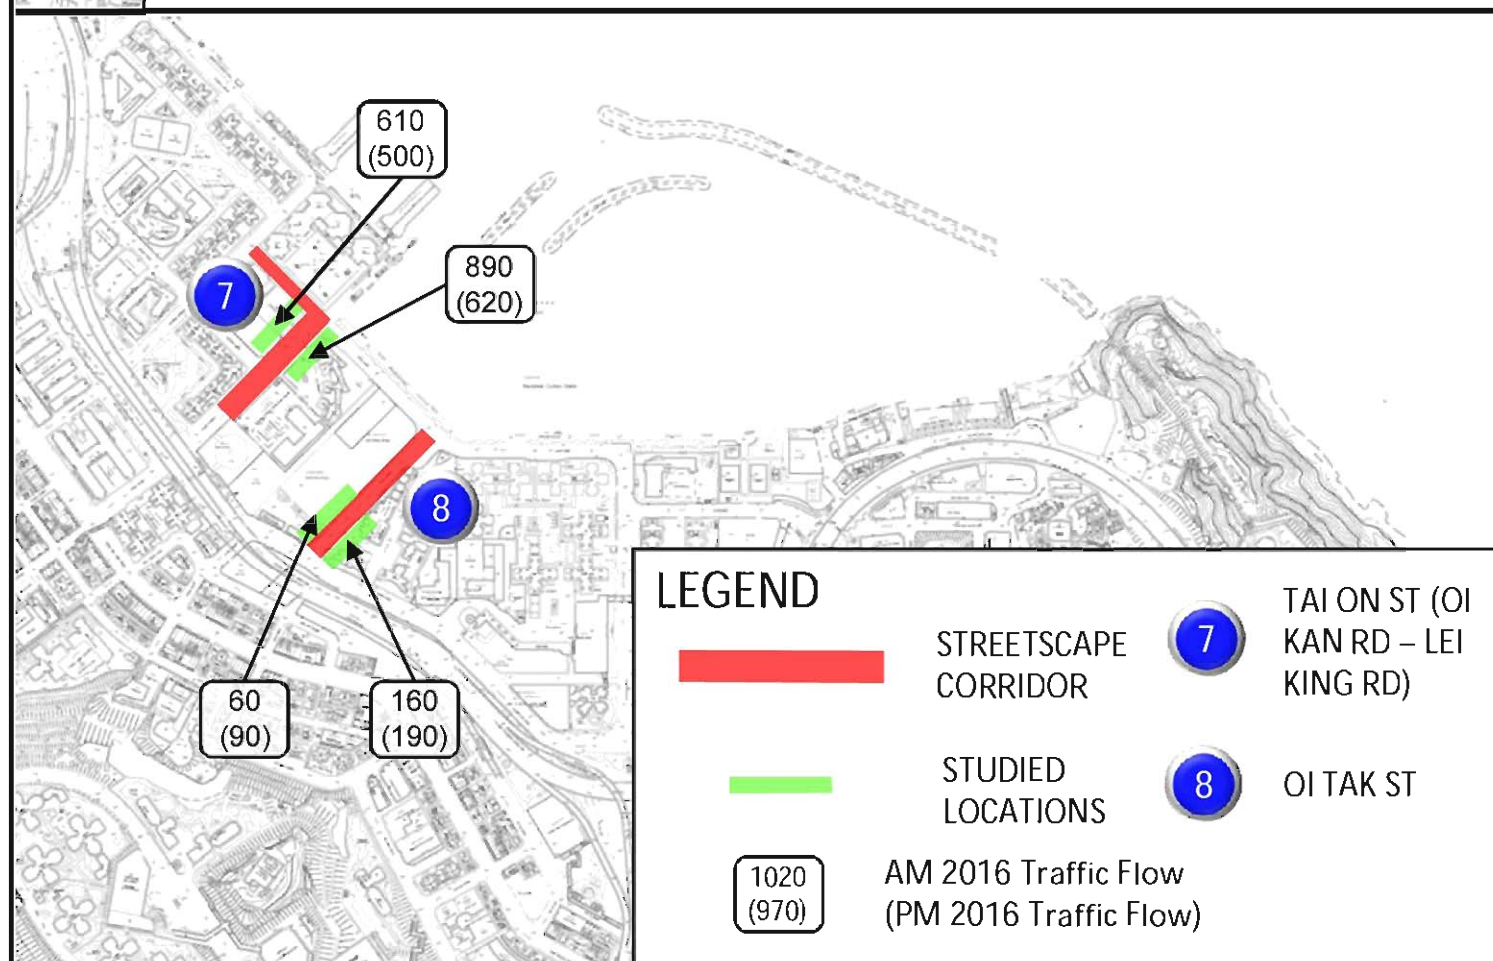 610
(500)
890
(620)
7
8
60
(90)
160
(190)
LEGEND
STREETSCAPE
CORRIDOR
7
TAI ON ST (OI
KAN RD – LEI
KING RD)
STUDIED
LOCATIONS
8
OI TAK ST
1020
(970)
AM 2016 Traffic Flow
(PM 2016 Traffic Flow)